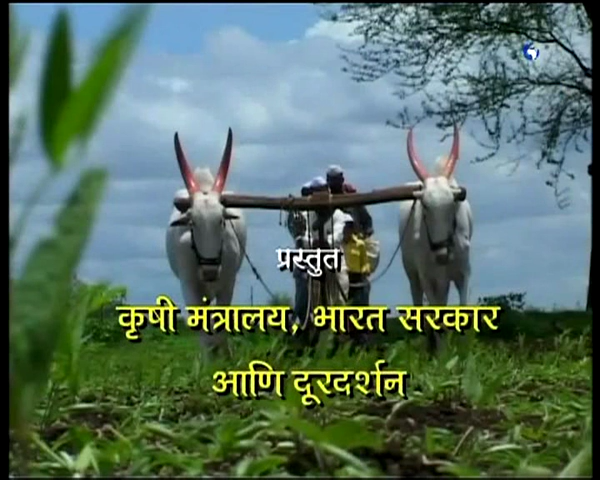 प्रस्तुत
कृषी मंत्रालय, भारत सरकार
आणि दूरदर्शन